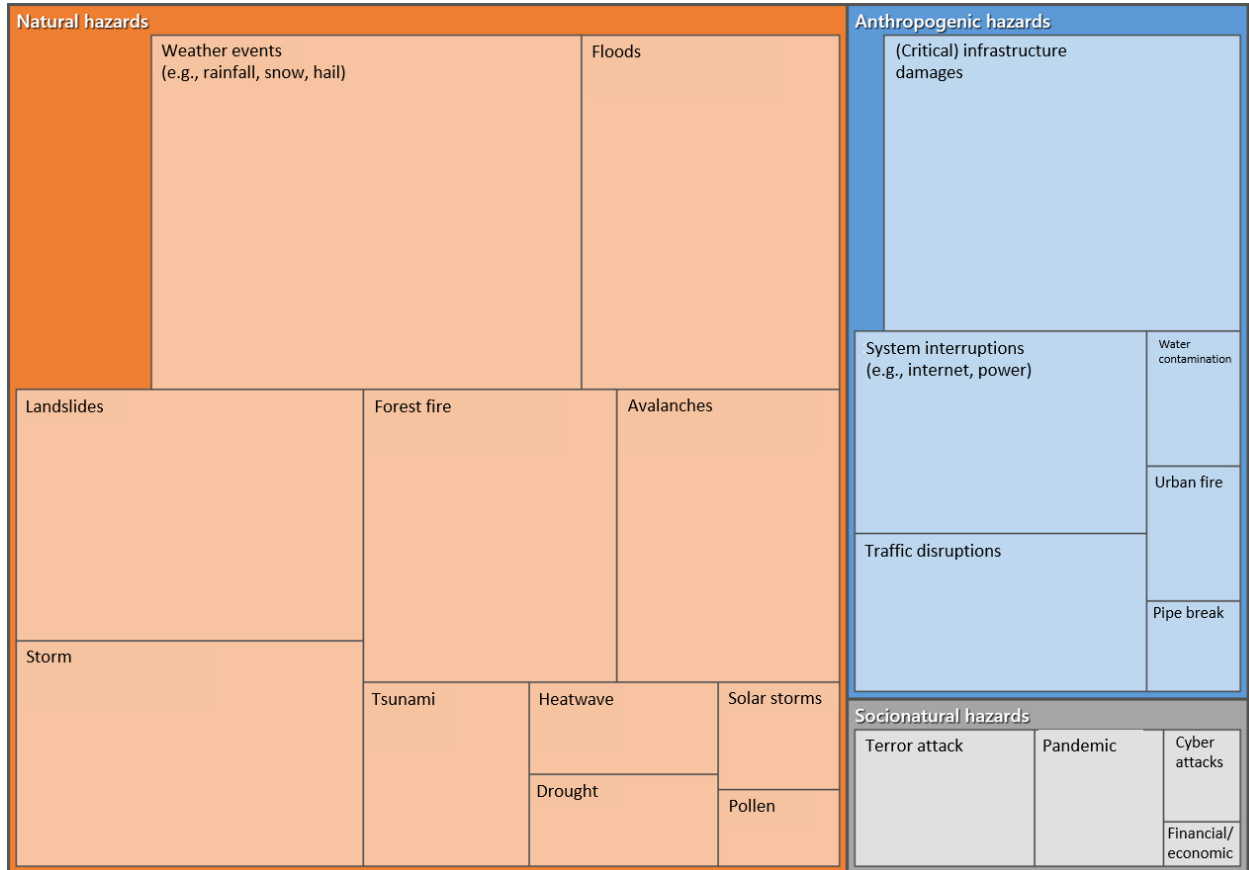 Natural hazards
Weather events
(e.g., rainfall, snow, hail)
Floods
Landslides
Forest fire
Avalanches
Storm
Tsunami
Heatwave
Solar storms
Drought
Pollen
Anthropogenic hazards
(Critical) infrastructure
damages
System interruptions
(e.g., internet, power)
Water
contamination
Urban fire
Traffic disruptions
Pipe break
Socionatural hazards
Terror attack
Pandemic
Cyber
attacks
Financial/
economic